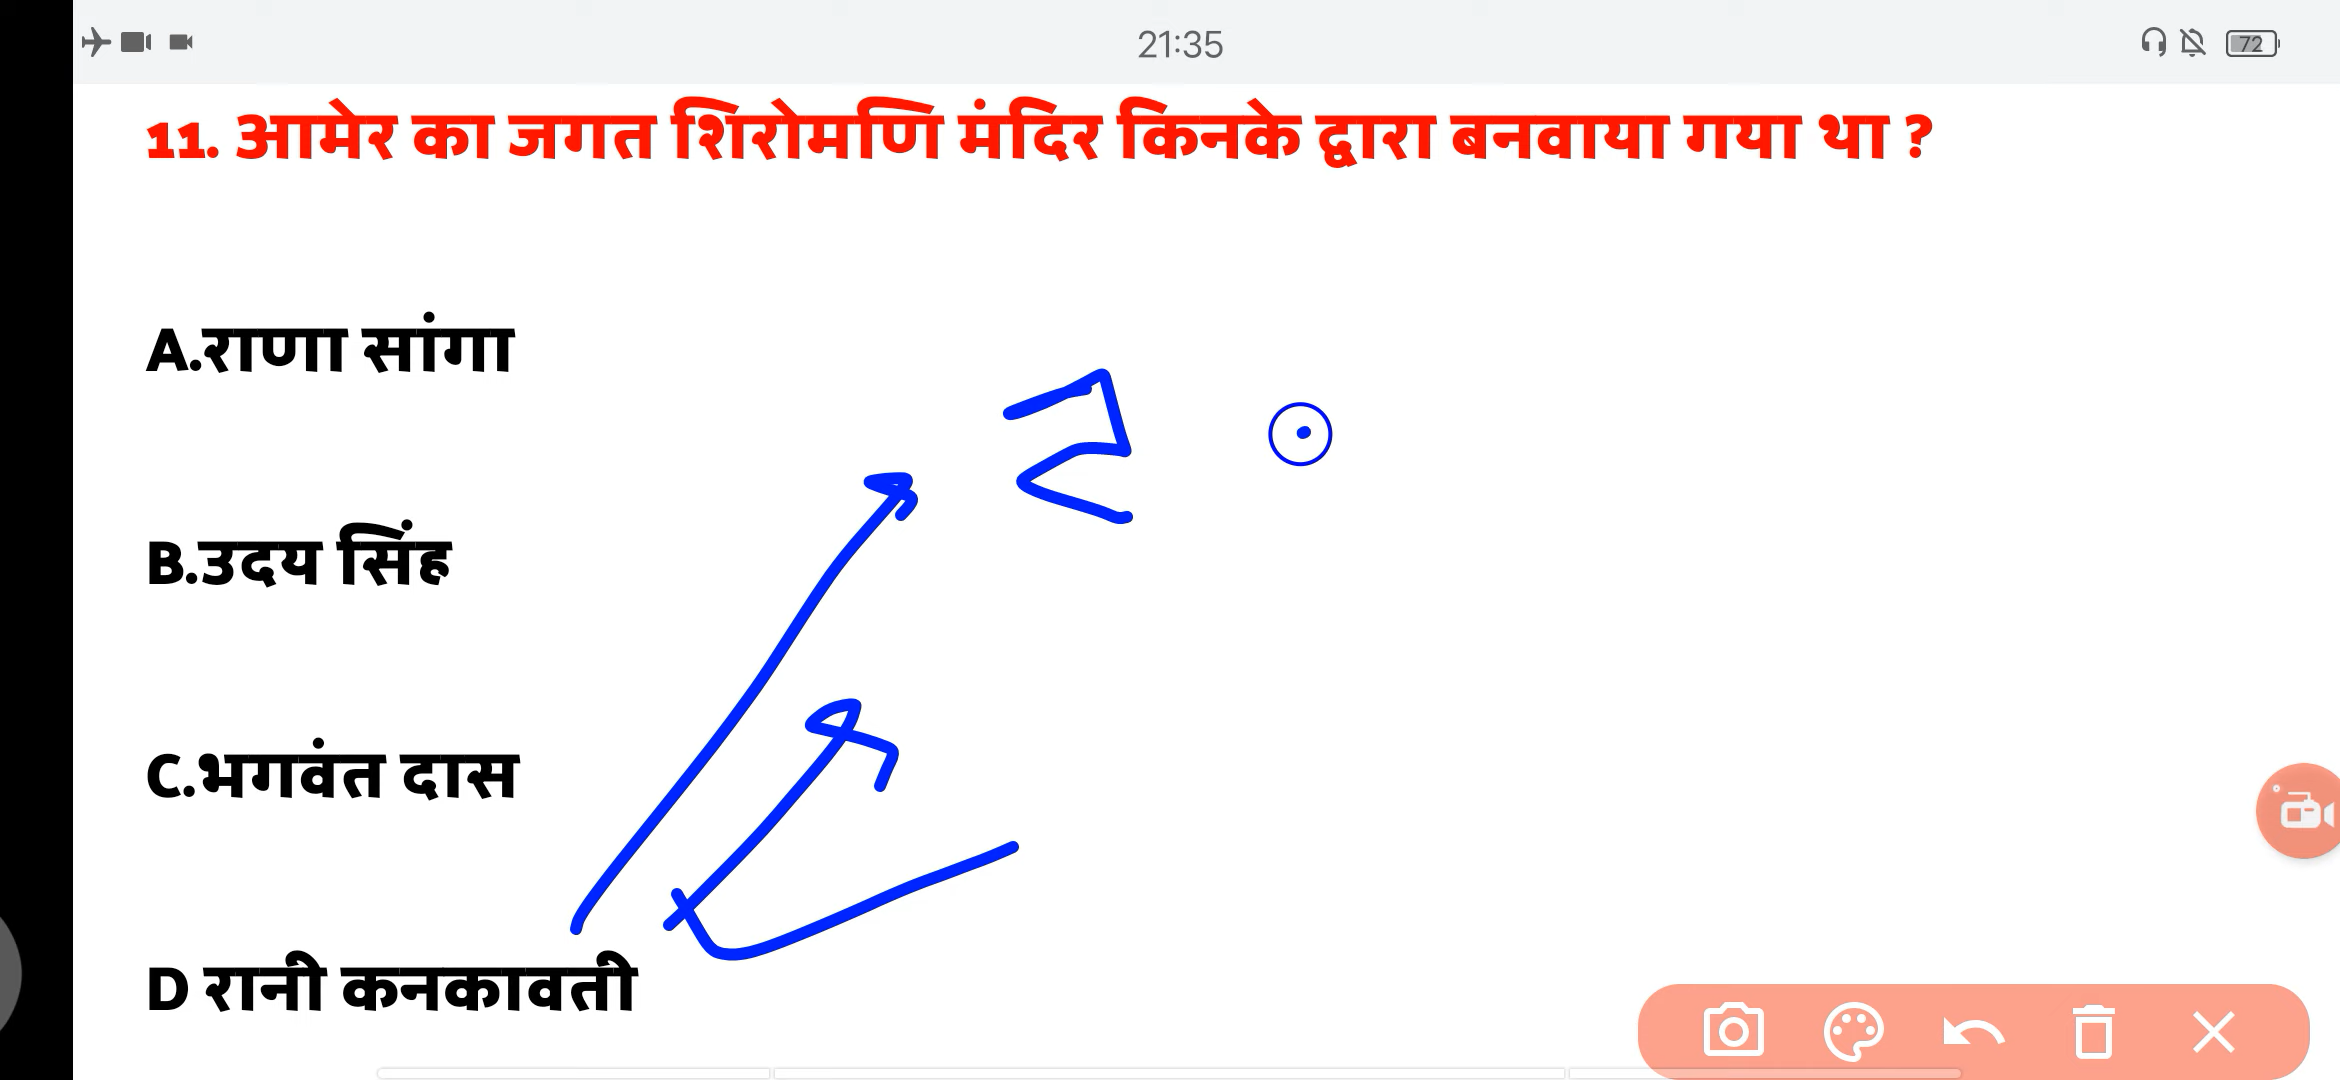 21:35
72
11. आमेर का जगत शिरोमणि मंदिर किनके द्वारा बनवाया गया था ?
A.राणा सांगा
B.उदय सिंह
C.भगवंत दास
D रानी कनकावती